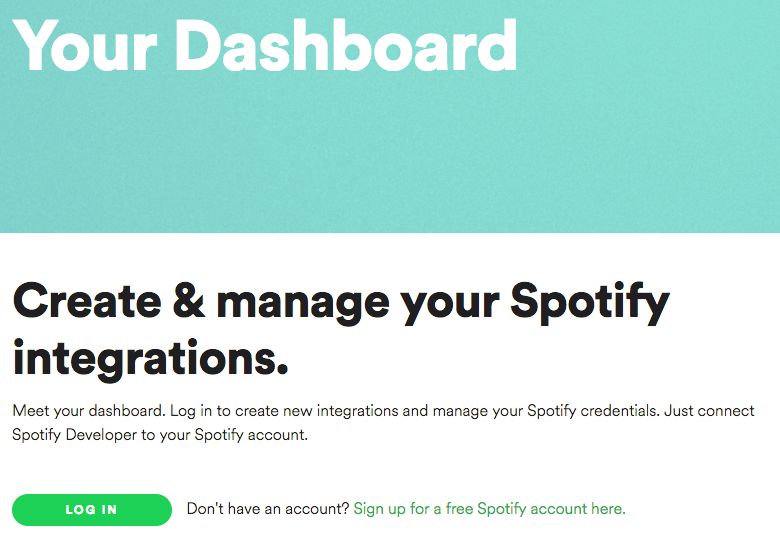 Your Dashboard
Create & manage your Spotify
integrations.
Meet your dashboard. Log in to create new integrations and manage your Spotify credentials. Just connect
Spotify Developer to your Spotify account.
LOG IN
Don't have an account? Sign up for a free Spotify account here.